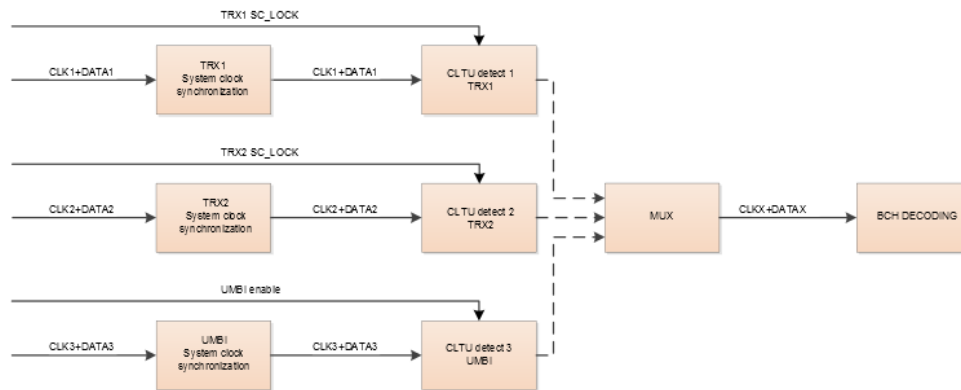 TRX1 SC_LOCK
CLK1+DATA1
TRX1
System clock
synchronization
CLK1+DATA1
CLTU detect 1
TRX1
TRX2 SC_LOCK
CLK2+DATA2
TRX2
System clock
synchronization
CLK2+DATA2
CLTU detect 2
TRX2
MUX
CLKX+DATAX
BCH DECODING
UMBI enable
CLK3+DATA3
UMBI
System clock
synchronization
CLK3+DATA3
CLTU detect 3
UMBI